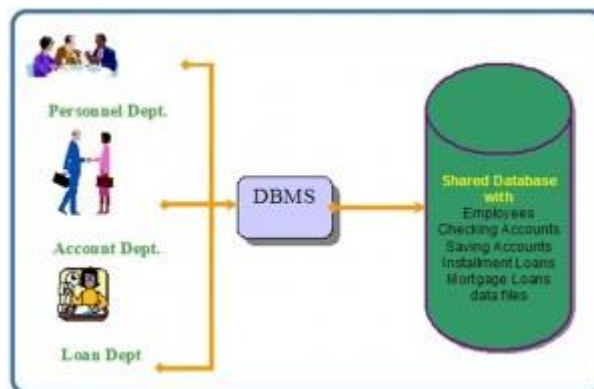 Personnel Dept.
Account Dept.
Loan Dept
DBMS
Shared Database
with
Employees
Checking Accounts
Saving Accounts
Installment Loans
Mortgage Loans
data files